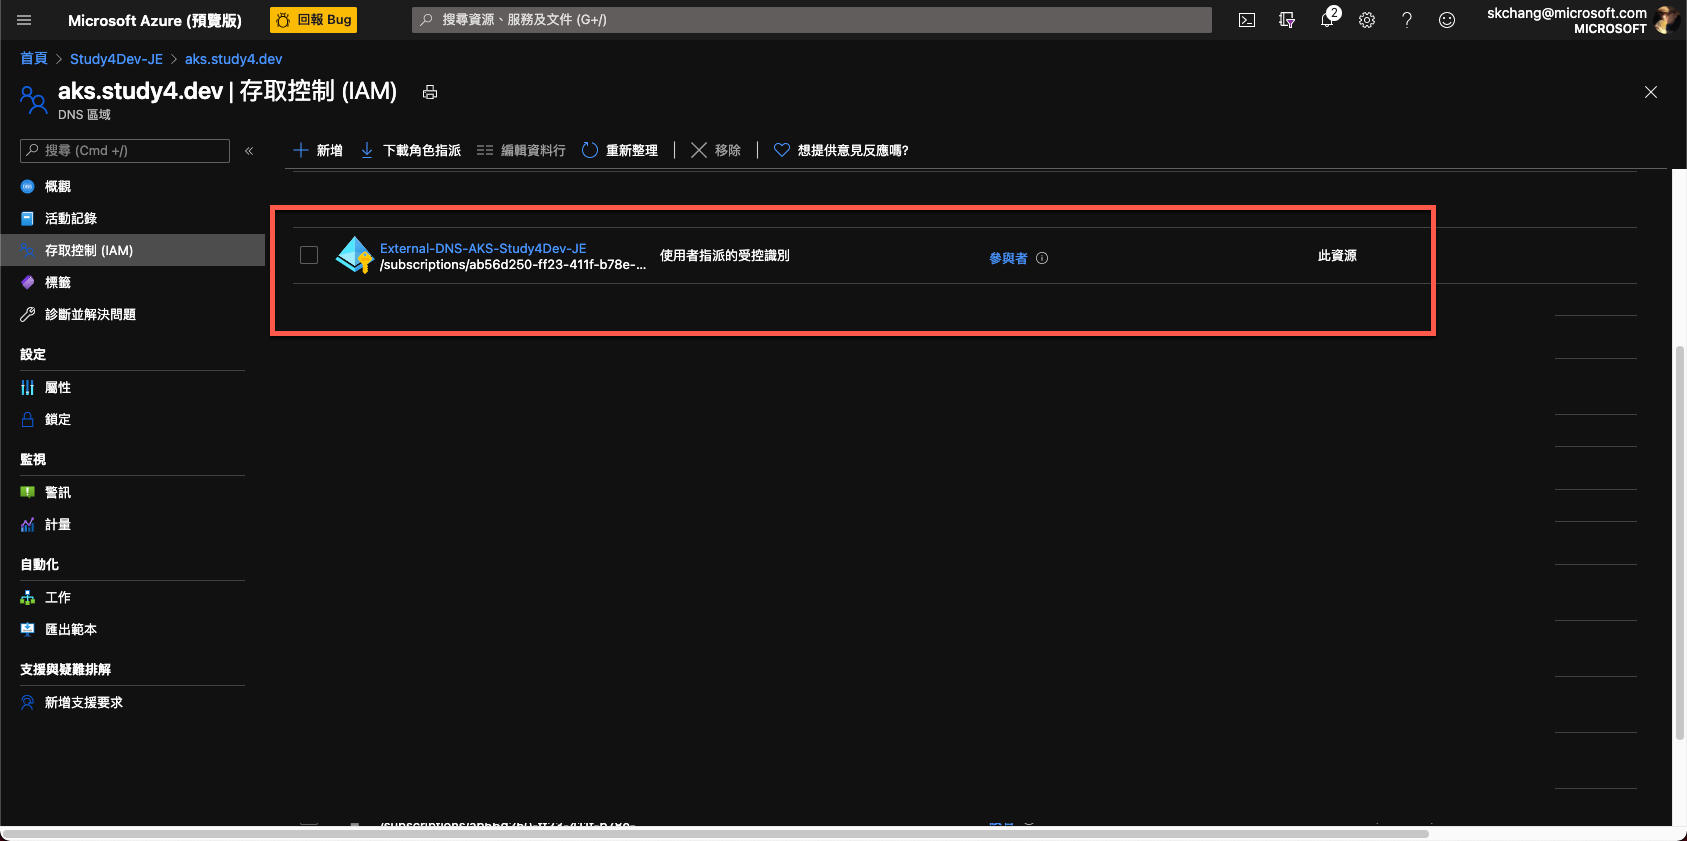 Microsoft Azure (預覽版)
回報 Bug
搜尋資源、服務及文件 (G+/)
2
skchang@microsoft.com
MICROSOFT
首頁 > Study4Dev-JE > aks.study4.dev
aks.study4.dev | 存取控制 (IAM)
DNS 區域
搜尋 (Cmd +/)
新增
下載角色指派
編輯資料行
重新整理
移除
想提供意見反應嗎?
概觀
活動記錄
存取控制 (IAM)
標籤
診斷並解決問題
設定
屬性
鎖定
監視
警訊
計量
自動化
工作
匯出範本
支援與疑難排解
新增支援要求
External-DNS-AKS-Study4Dev-JE
/subscriptions/ab56d250-ff23-411f-b78e-...
使用者指派的受控識別
參與者
此資源
/subscriptions/ab56d250-ff23-411f-b78e-